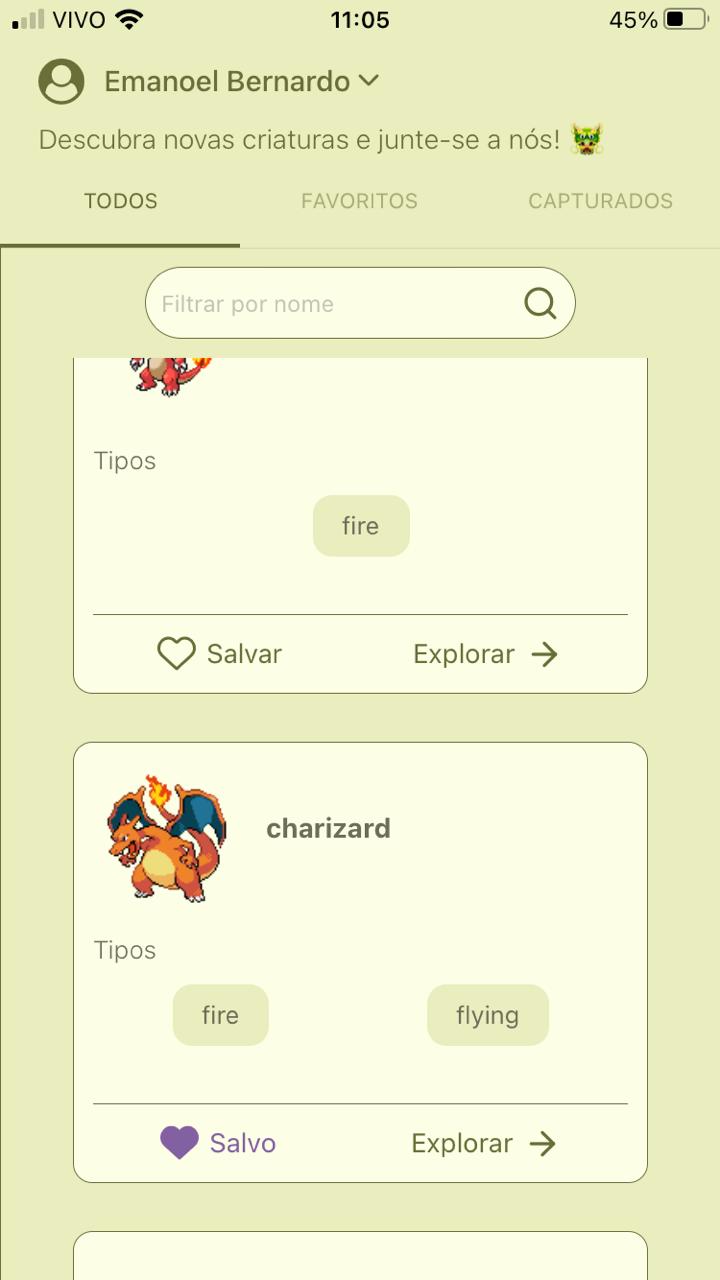 VIVO 11:05 45%
Emanoel Bernardo
Descubra novas criaturas e junte-se a nós! 🐲
TODOS FAVORITOS CAPTURADOS
Filtrar por nome
Tipos
fire
Salvar Explorar →
charizard
Tipos
fire flying
Salvo Explorar →